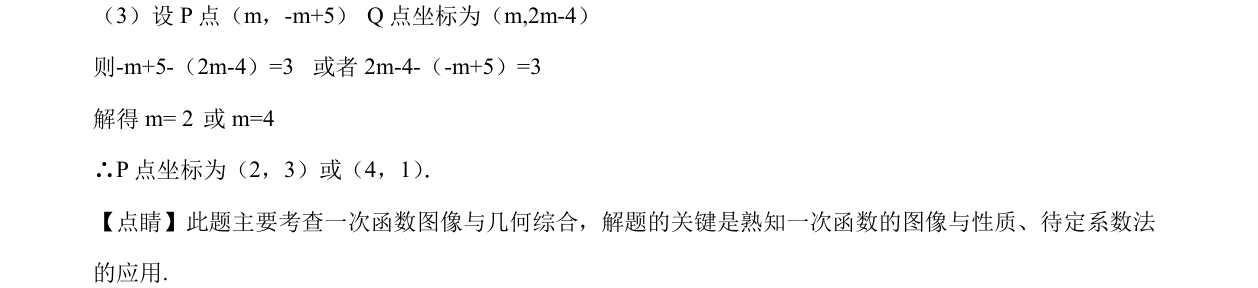 （3）设 P 点（m，-m+5） Q 点坐标为（m,2m-4）
则-m+5-（2m-4）=3 或者 2m-4-（-m+5）=3
解得 m= 2 或 m=4
∴P 点坐标为（2，3）或（4，1）.
【点睛】此题主要考查一次函数图像与几何综合，解题的关键是熟知一次函数的图像与性质、待定系数法
的应用.